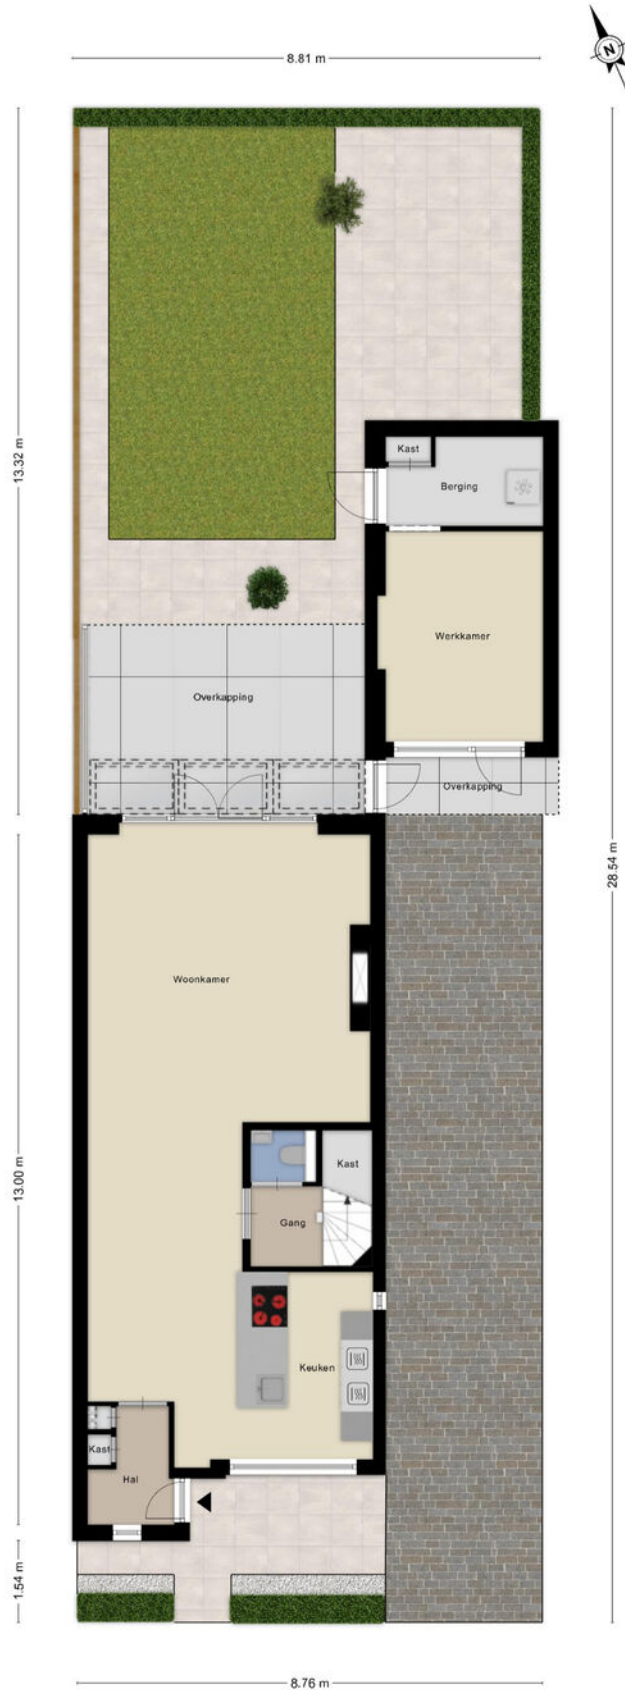 N
8.81 m
13.32 m
Kast
Berging
Werkkamer
Overkapping
Overkapping
28.54 m
Woonkamer
13.00 m
Kast
Gang
Keuken
Kast
Hal
1.54 m
8.76 m